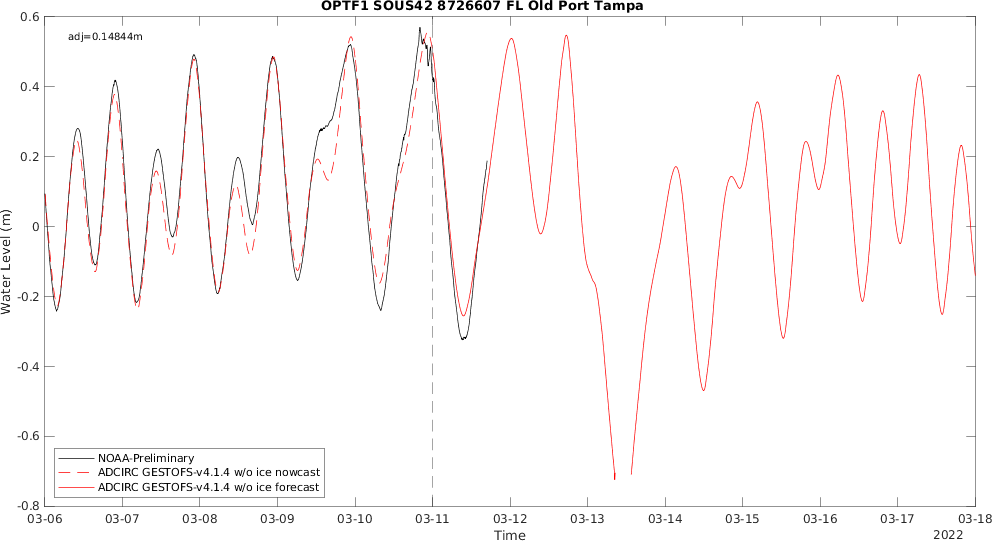 OPTF1 SOUS42 8726607 FL Old Port Tampa
adj=0.14844m
0.6
0.4
0.2
0
-0.2
-0.4
-0.6
-0.8
Water Level (m)
NOAA-Preliminary
ADCIRC GESTOFS-v4.1.4 w/o ice nowcast
ADCIRC GESTOFS-v4.1.4 w/o ice forecast
03-06 03-07 03-08 03-09 03-10 03-11 03-12 03-13 03-14 03-15 03-16 03-17 03-18
Time
2022